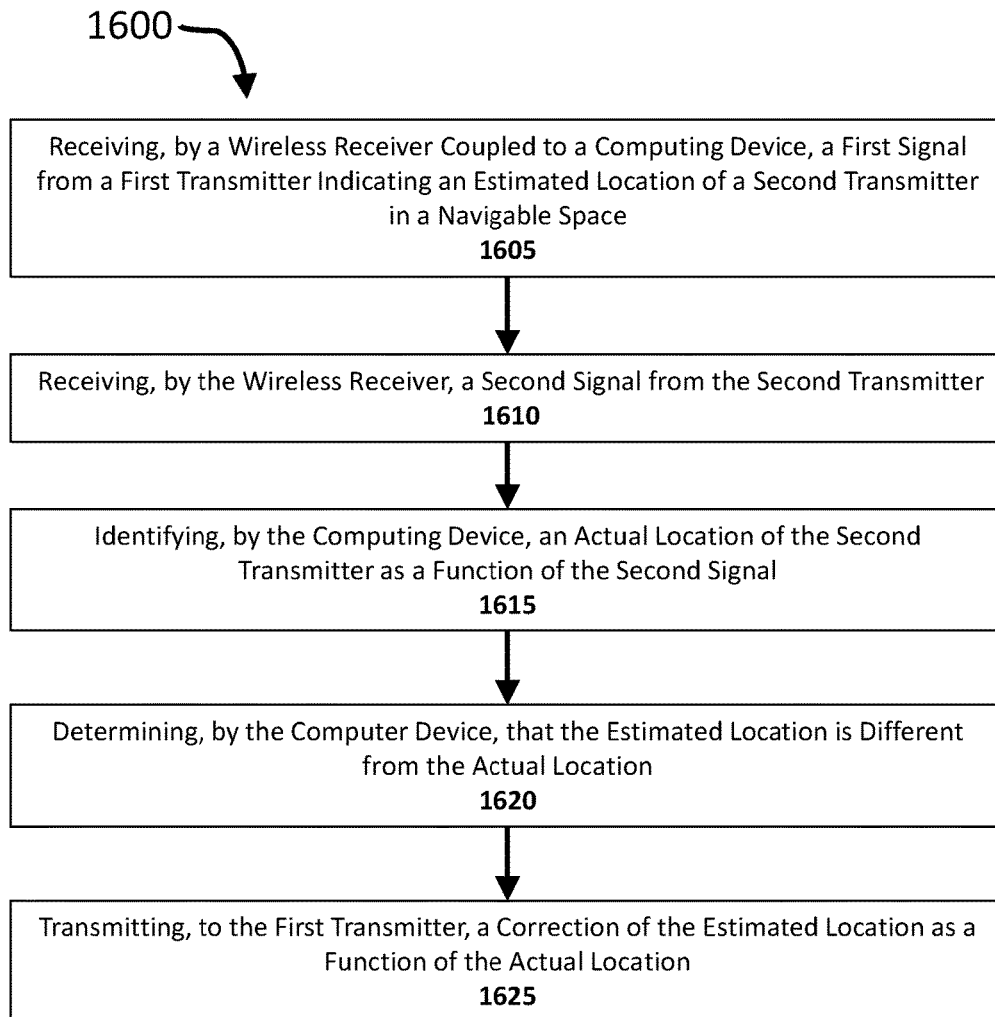 1600
Receiving, by a Wireless Receiver Coupled to a Computing Device, a First Signal
from a First Transmitter Indicating an Estimated Location of a Second Transmitter
in a Navigable Space
1605
Receiving, by the Wireless Receiver, a Second Signal from the Second Transmitter
1610
Identifying, by the Computing Device, an Actual Location of the Second
Transmitter as a Function of the Second Signal
1615
Determining, by the Computer Device, that the Estimated Location is Different
from the Actual Location
1620
Transmitting, to the First Transmitter, a Correction of the Estimated Location as a
Function of the Actual Location
1625